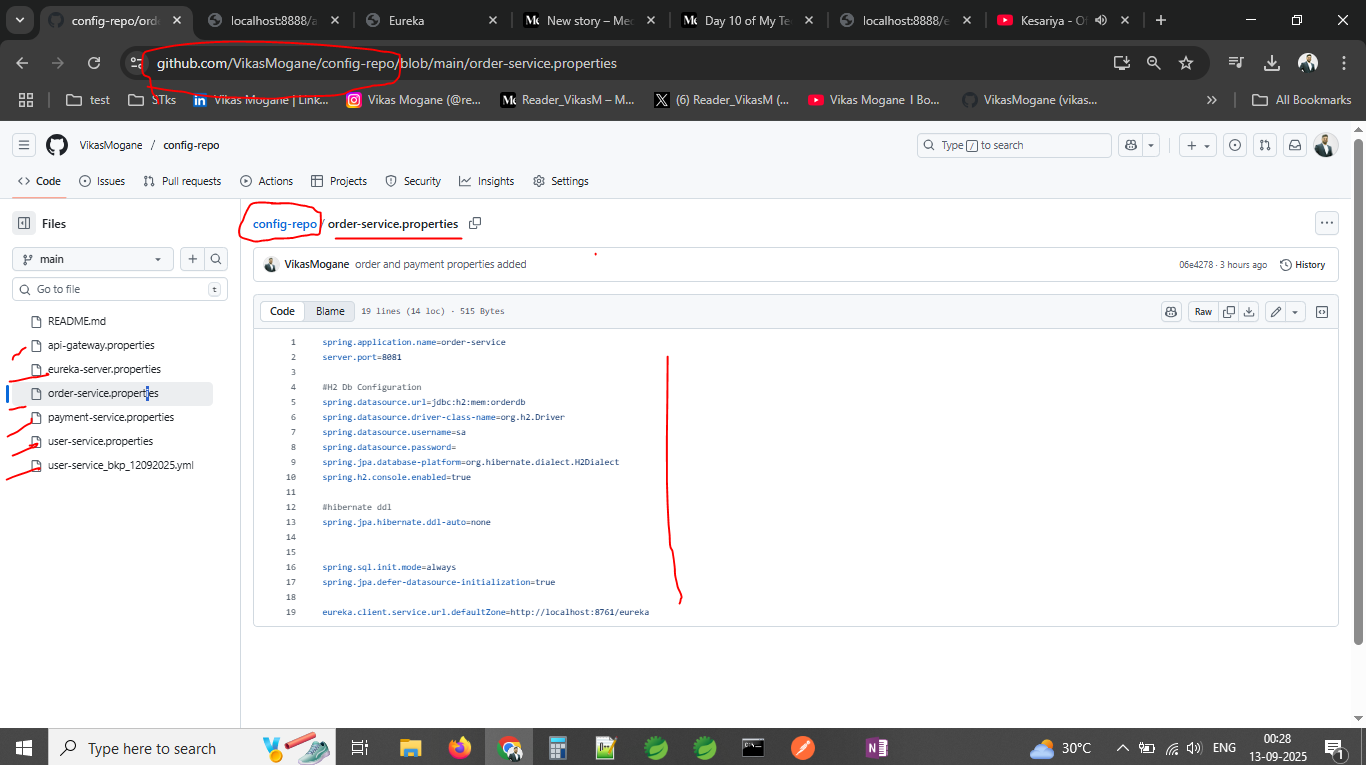 config-repo/ord
localhost:8888/a
Eureka
New story – Med
Day 10 of My Te
localhost:8888/e
Kesariya - Of
github.com/VikasMogane/config-repo/blob/main/order-service.properties
test
STks
Vikas Mogane | Link...
Vikas Mogane (@re...
Reader_VikasM – M...
(6) Reader_VikasM (...
Vikas Mogane I Bo...
VikasMogane (vikas...
»
All Bookmarks
VikasMogane / config-repo
Type / to search
Code
Issues
Pull requests
Actions
Projects
Security
Insights
Settings
Files
config-repo / order-service.properties
main
VikasMogane order and payment properties added
06e4278 · 3 hours ago
History
Go to file
t
Code
Blame
19 lines (14 loc) · 515 Bytes
Raw
README.md
api-gateway.properties
eureka-server.properties
order-service.properties
payment-service.properties
user-service.properties
user-service_bkp_12092025.yml
1 spring.application.name=order-service
2 server.port=8081
3
4 #H2 Db Configuration
5 spring.datasource.url=jdbc:h2:mem:orderdb
6 spring.datasource.driver-class-name=org.h2.Driver
7 spring.datasource.username=sa
8 spring.datasource.password=
9 spring.jpa.database-platform=org.hibernate.dialect.H2Dialect
10 spring.h2.console.enabled=true
11
12 #hibernate ddl
13 spring.jpa.hibernate.ddl-auto=none
14
15
16 spring.sql.init.mode=always
17 spring.jpa.defer-datasource-initialization=true
18
19 eureka.client.service.url.defaultZone=http://localhost:8761/eureka
Type here to search
30°C
ENG
00:28
13-09-2025
1